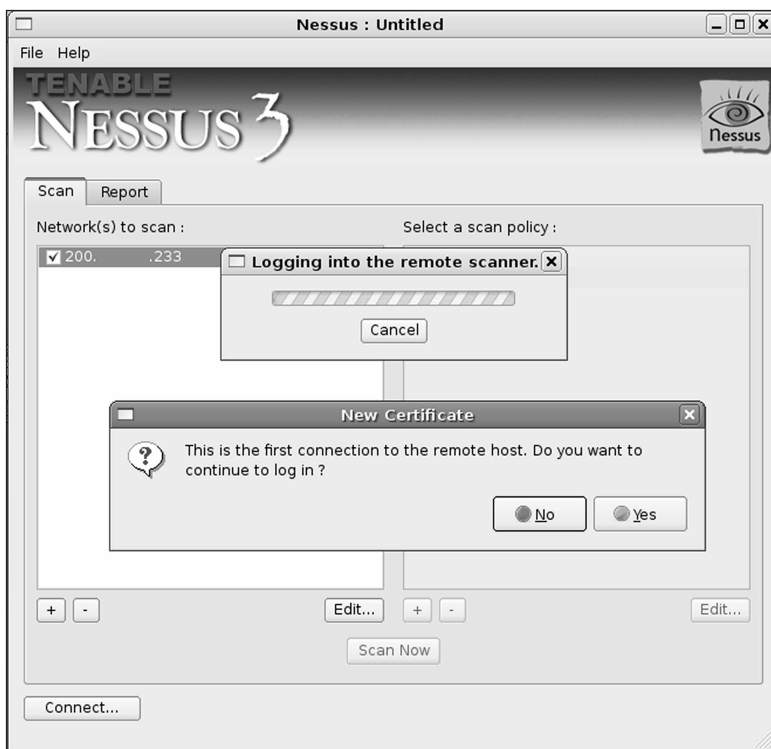 Nessus : Untitled
File Help
TENABLE
NESSUS 3
Nessus
Scan Report
Network(s) to scan :
Select a scan policy :
200. .233
Logging into the remote scanner.
Cancel
New Certificate
This is the first connection to the remote host. Do you want to
continue to log in ?
No Yes
+ - Edit... + - Edit...
Scan Now
Connect...